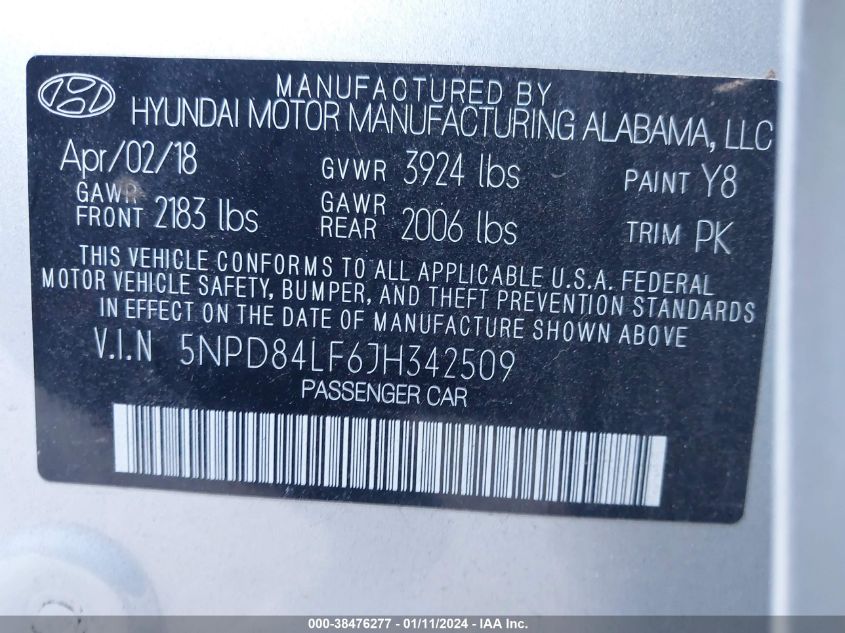 MANUFACTURED BY
HYUNDAI MOTOR MANUFACTURING ALABAMA, LLC
Apr/02/18 GVWR 3924 lbs PAINT Y8
GAWR FRONT 2183 lbs GAWR REAR 2006 lbs TRIM PK
THIS VEHICLE CONFORMS TO ALL APPLICABLE U.S.A. FEDERAL
MOTOR VEHICLE SAFETY, BUMPER, AND THEFT PREVENTION STANDARDS
IN EFFECT ON THE DATE OF MANUFACTURE SHOWN ABOVE
V.I.N 5NPD84LF6JH342509
PASSENGER CAR
000-38476277 - 01/11/2024 - IAA Inc.